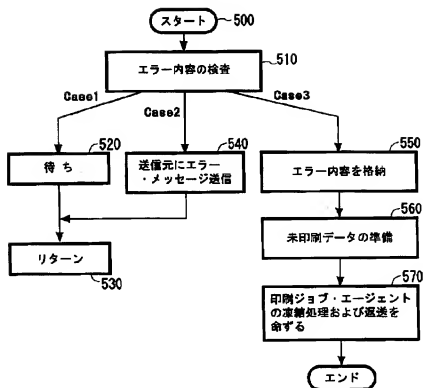 スタート
500
エラー内容の検査
510
Case1
Case2
Case3
520
待 ち
540
送信元にエラー
・メッセージ送信
550
エラー内容を格納
560
未印刷データの準備
リターン
530
570
印刷ジョブ・エージェント
の凍結処理および返送を
命ずる
エンド